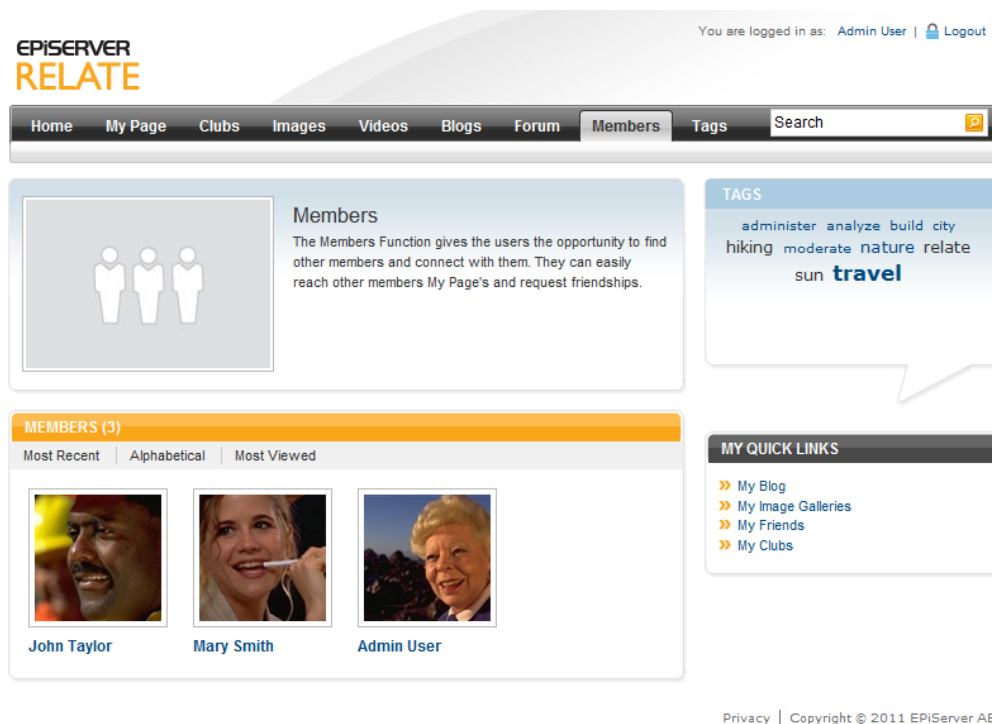 You are logged in as: Admin User | Logout
EPiSERVER
RELATE
Home My Page Clubs Images Videos Blogs Forum Members Tags Search
Members
The Members Function gives the users the opportunity to find
other members and connect with them. They can easily
reach other members My Page's and request friendships.
TAGS
administer analyze build city
hiking moderate nature relate
sun travel
MEMBERS (3)
Most Recent Alphabetical Most Viewed
John Taylor Mary Smith Admin User
MY QUICK LINKS
My Blog
My Image Galleries
My Friends
My Clubs
Privacy | Copyright © 2011 EPiServer AB